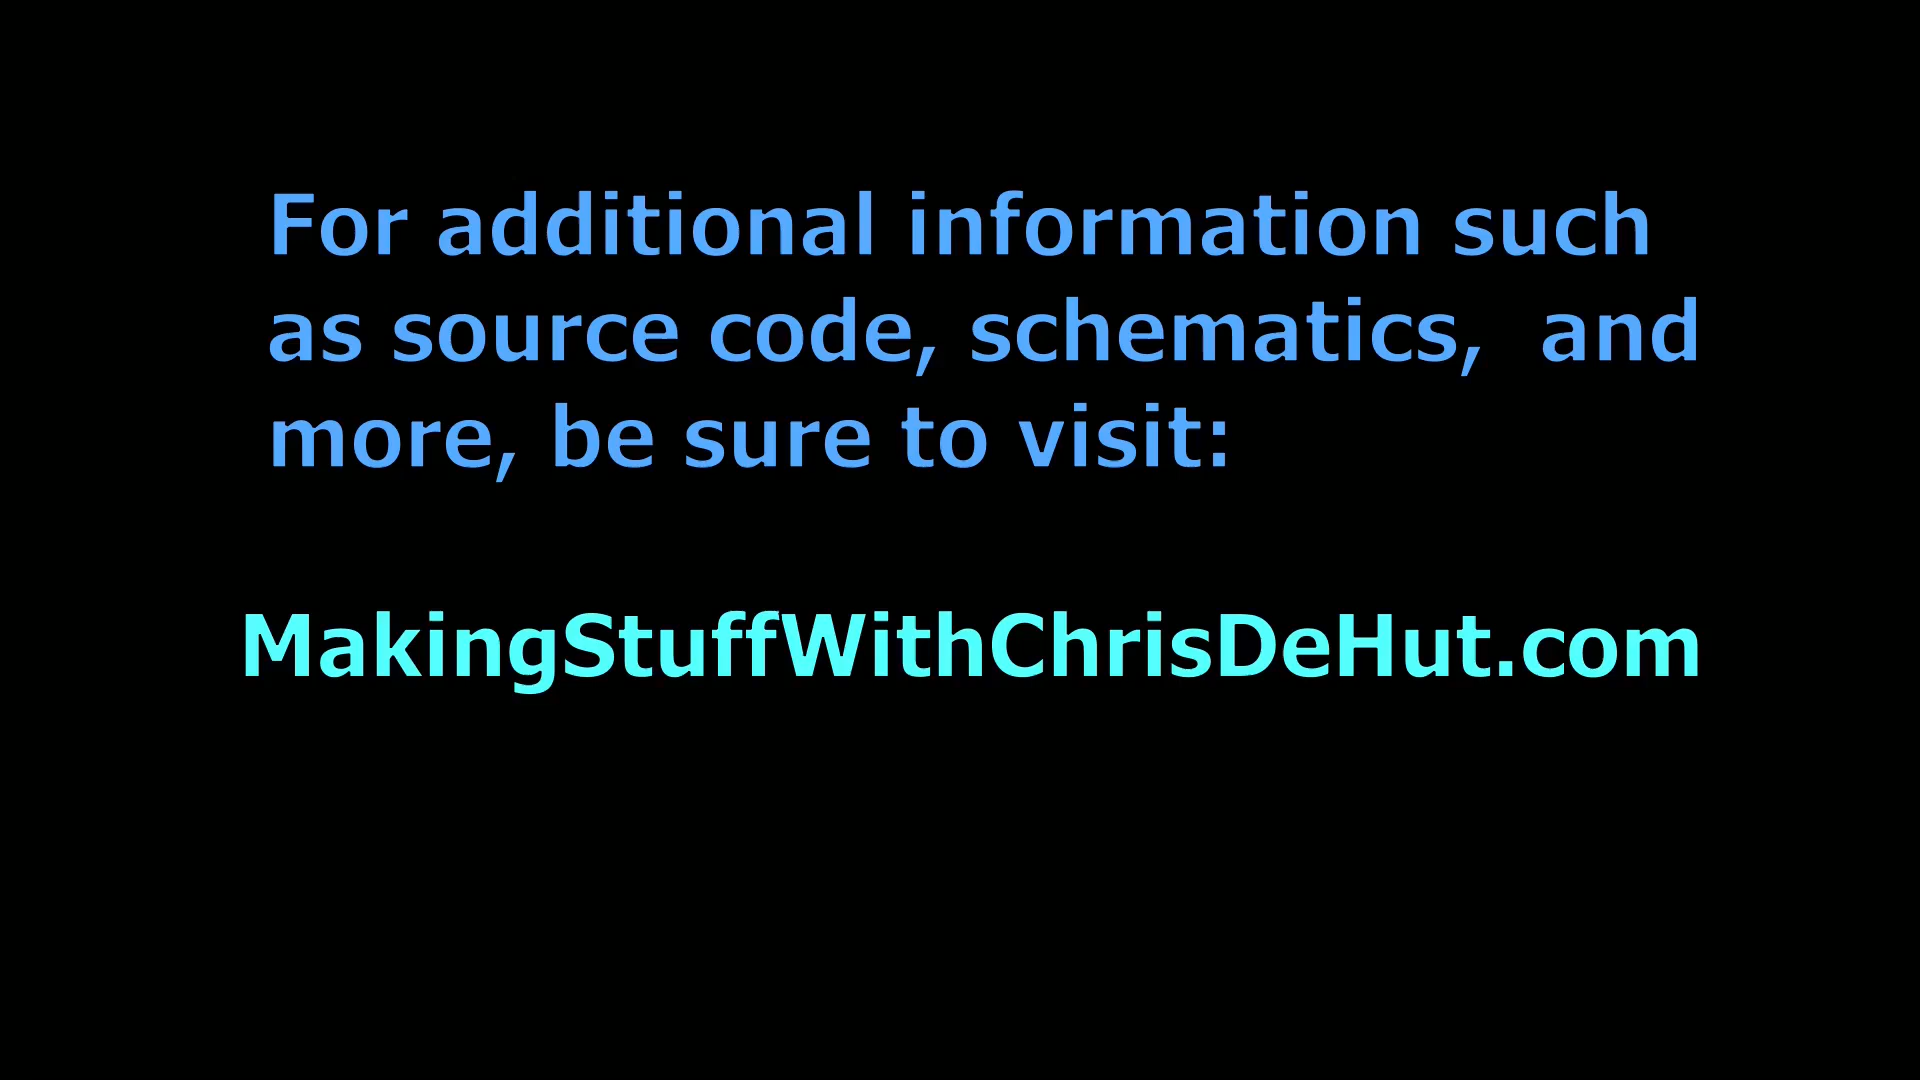 For additional information such
as source code, schematics,  and
more, be sure to visit:
MakingStuffWithChrisDeHut.com